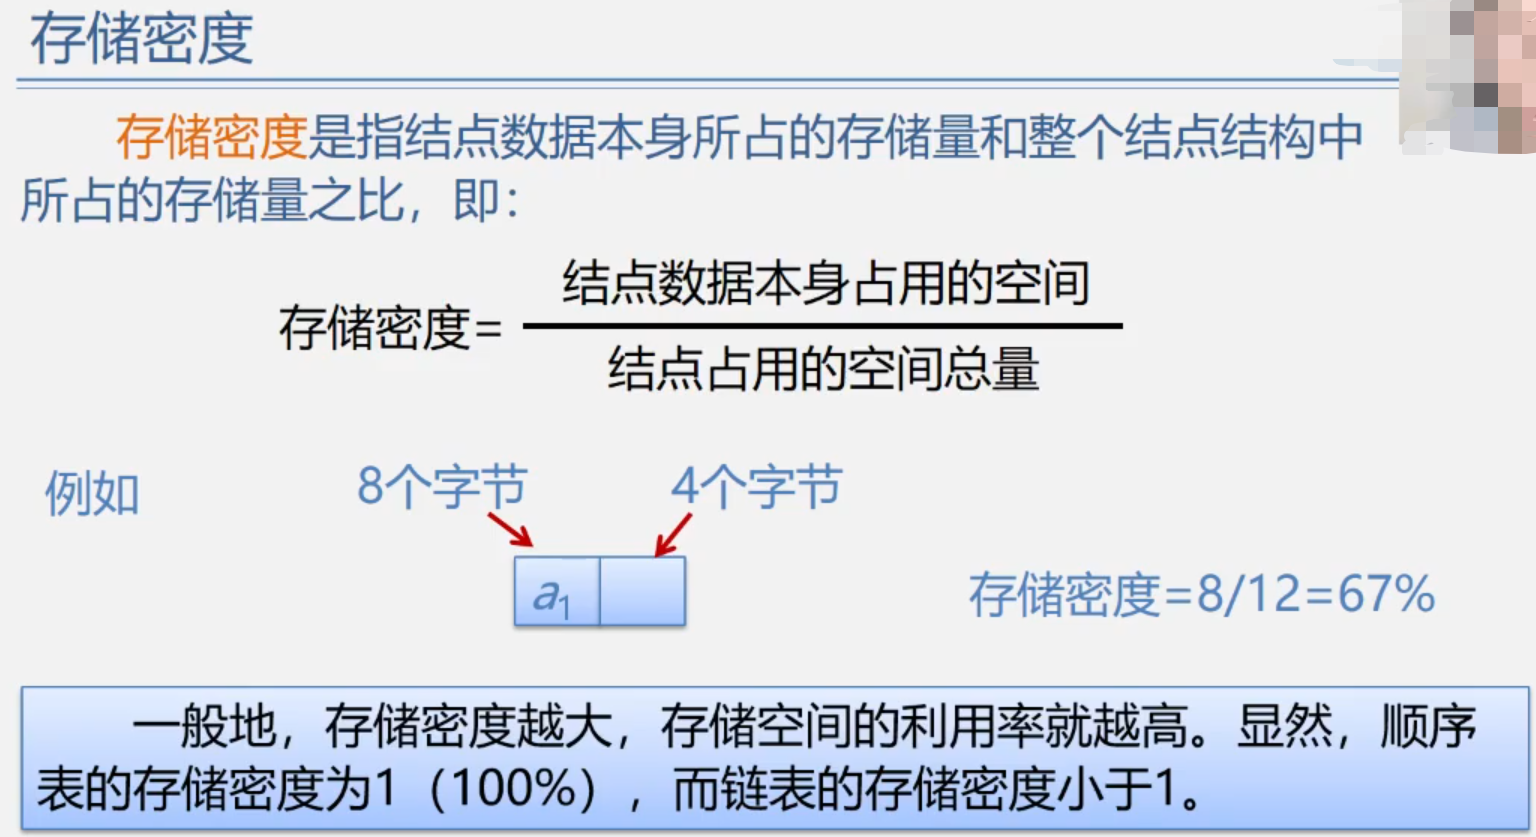 存储密度
存储密度是指结点数据本身所占的存储量和整个结点结构中
所占的存储量之比，即：
结点数据本身占用的空间
存储密度=
结点占用的空间总量
例如
8个字节
4个字节
a₁
存储密度=8/12=67%
一般地，存储密度越大，存储空间的利用率就越高。显然，顺序
表的存储密度为1（100%），而链表的存储密度小于1。